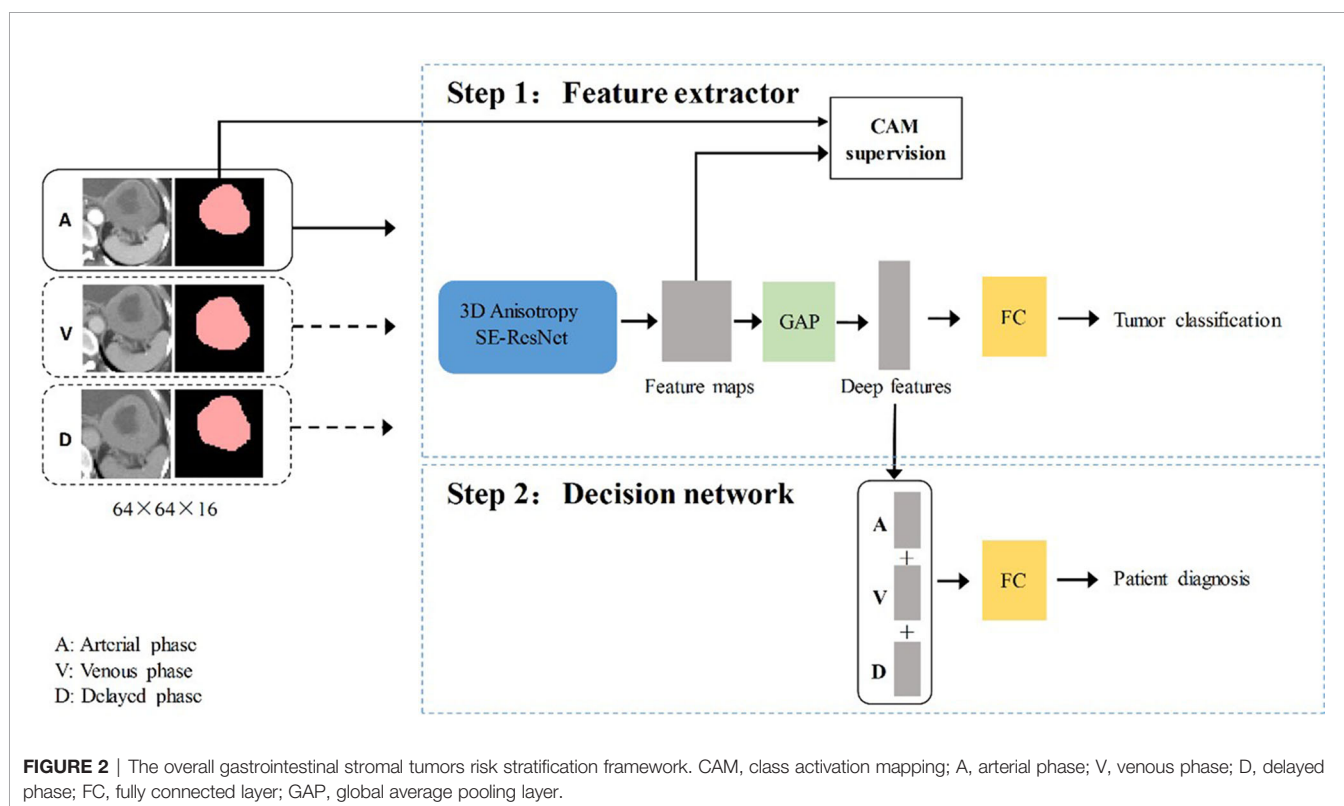 Step 1: Feature extractor
CAM
supervision
A
V
D
64×64×16
3D Anisotropy
SE-ResNet
Feature maps
GAP
Deep features
FC
Tumor classification
Step 2: Decision network
A
+
V
+
D
FC
Patient diagnosis
A: Arterial phase
V: Venous phase
D: Delayed phase
FIGURE 2 | The overall gastrointestinal stromal tumors risk stratification framework. CAM, class activation mapping; A, arterial phase; V, venous phase; D, delayed
phase; FC, fully connected layer; GAP, global average pooling layer.